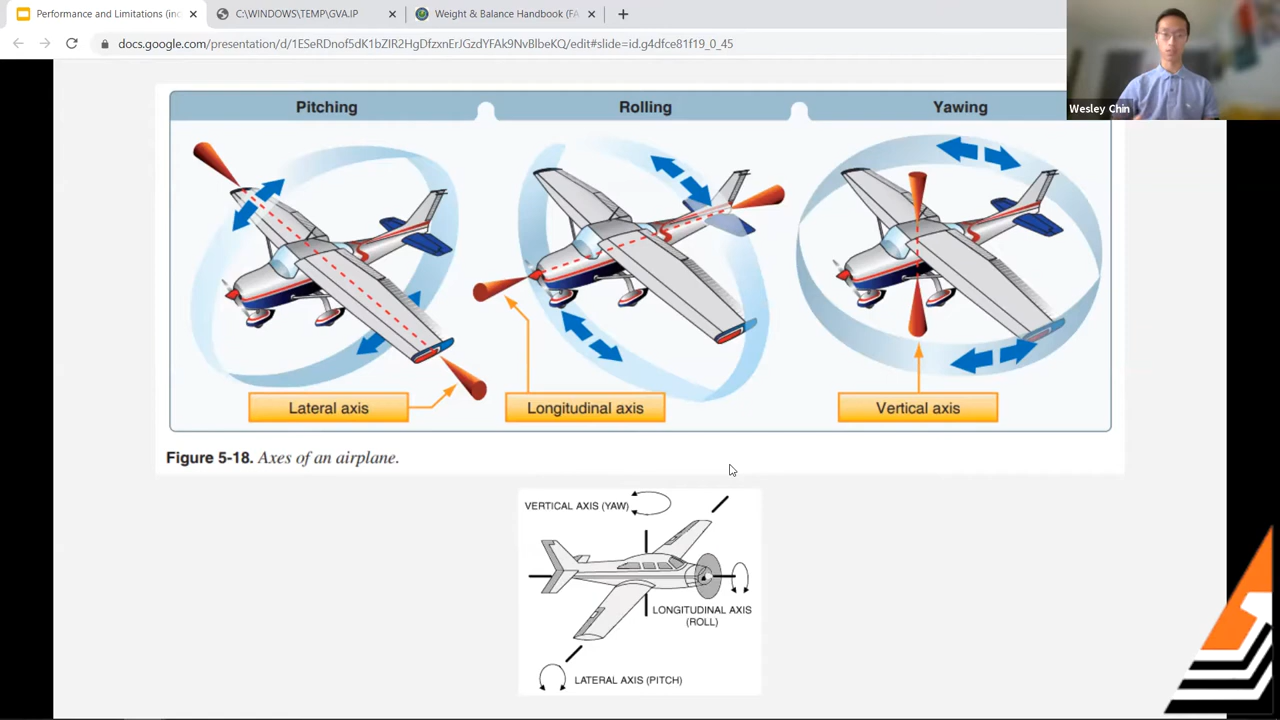 Performance and Limitations (inc
C:\WINDOWS\TEMP\GVA.IP
Weight & Balance Handbook (FA
docs.google.com/presentation/d/1ESeRDnof5dK1bZIR2HgDfzxnErJGzdYFAk9NvBlbeKQ/edit#slide=id.g4dfce81f19_0_45
Wesley Chin
Pitching
Rolling
Yawing
Lateral axis
Longitudinal axis
Vertical axis
Figure 5-18. Axes of an airplane.
VERTICAL AXIS (YAW)
LONGITUDINAL AXIS
(ROLL)
LATERAL AXIS (PITCH)